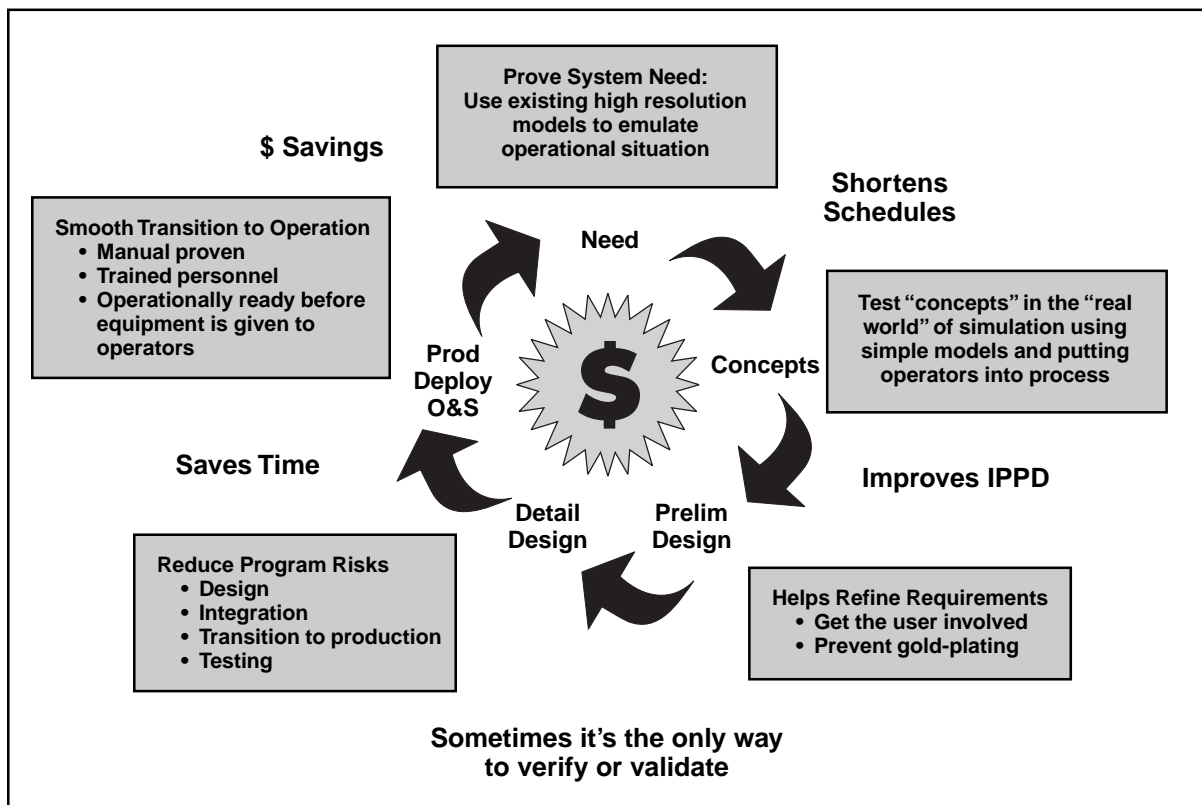 Prove System Need:
Use existing high resolution
models to emulate
operational situation
$ Savings
Shortens
Schedules
Smooth Transition to Operation
• Manual proven
• Trained personnel
• Operationally ready before
equipment is given to
operators
Need
Test “concepts” in the “real
world” of simulation using
simple models and putting
operators into process
Prod
Deploy
O&S
$
Concepts
Saves Time
Improves IPPD
Detail
Design
Prelim
Design
Reduce Program Risks
• Design
• Integration
• Transition to production
• Testing
Helps Refine Requirements
• Get the user involved
• Prevent gold-plating
Sometimes it’s the only way
to verify or validate